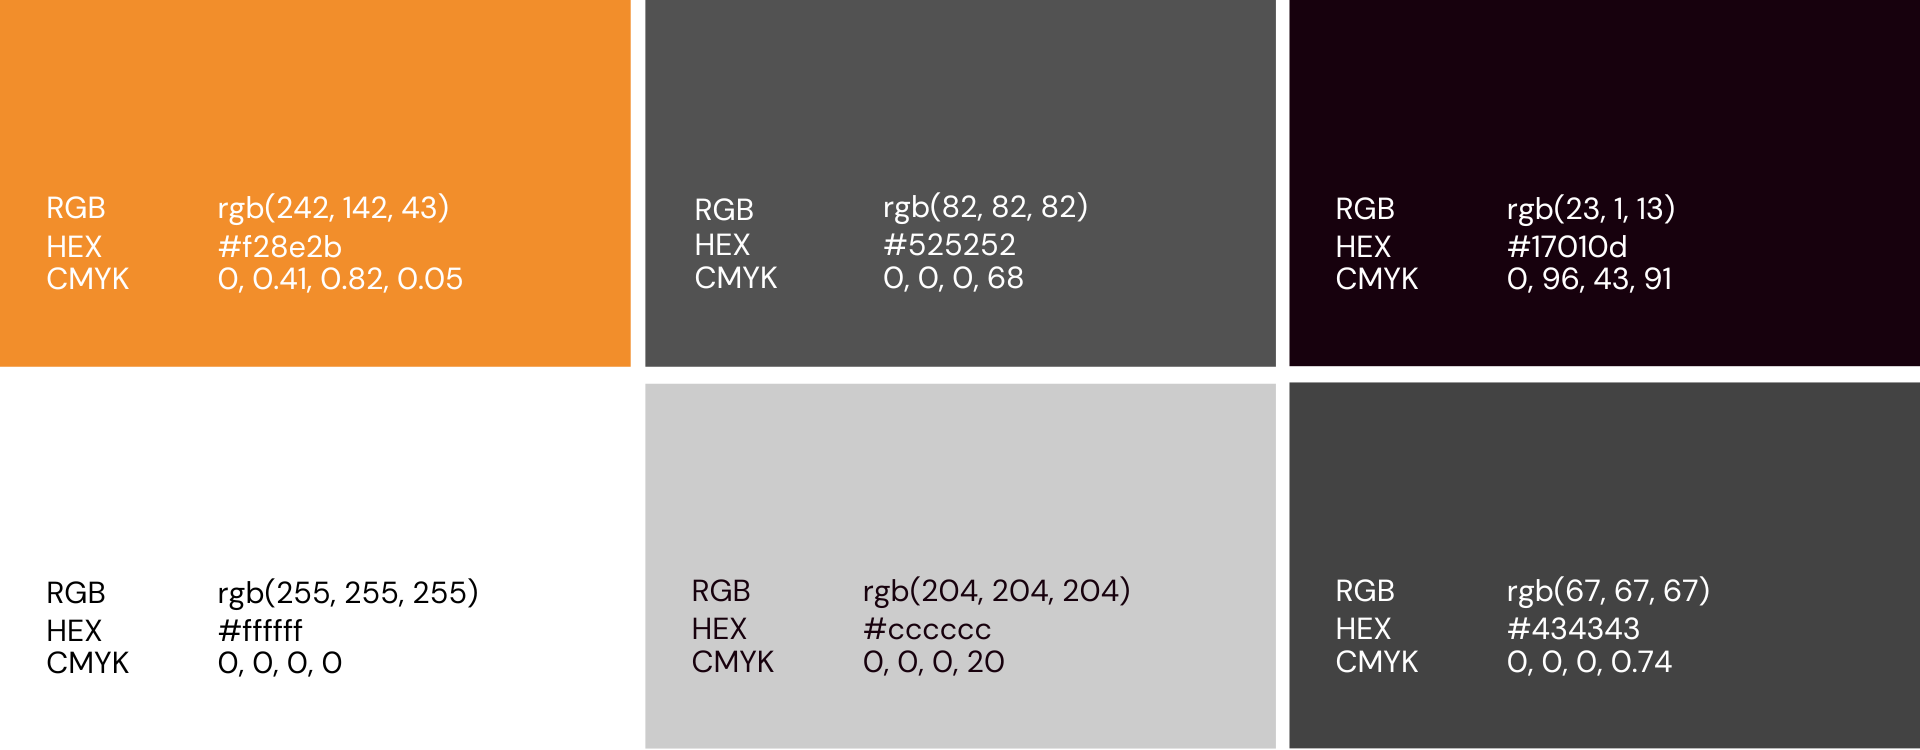 RGB rgb(242, 142, 43)
HEX #f28e2b
CMYK 0, 0.41, 0.82, 0.05
RGB rgb(82, 82, 82)
HEX #525252
CMYK 0, 0, 0, 68
RGB rgb(23, 1, 13)
HEX #17010d
CMYK 0, 96, 43, 91
RGB rgb(255, 255, 255)
HEX #ffffff
CMYK 0, 0, 0, 0
RGB rgb(204, 204, 204)
HEX #cccccc
CMYK 0, 0, 0, 20
RGB rgb(67, 67, 67)
HEX #434343
CMYK 0, 0, 0, 0.74